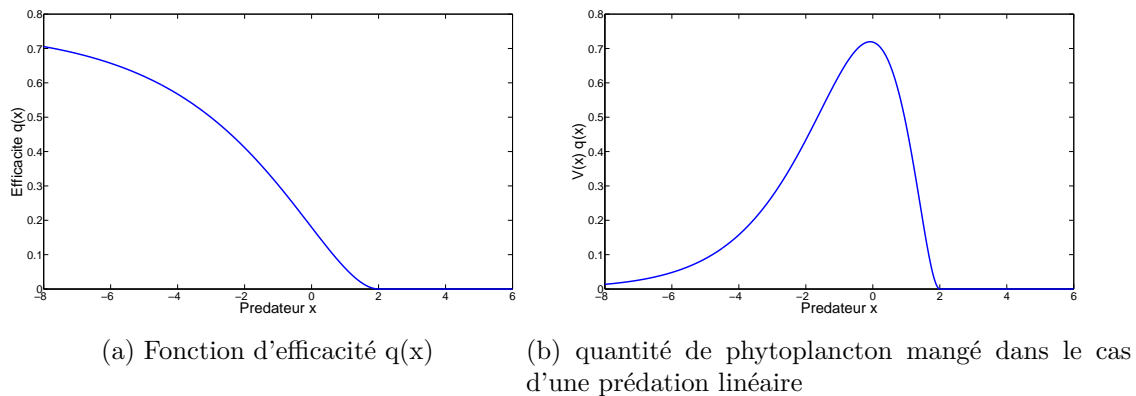 0.8
0.7
0.6
0.5
0.4
0.3
0.2
0.1
0
Efficacite q(x)
−8 −6 −4 −2 0 2 4 6
Predateur x
(a) Fonction d'efficacité q(x)
0.8
0.7
0.6
0.5
0.4
0.3
0.2
0.1
0
V(x) q(x)
−8 −6 −4 −2 0 2 4 6
Predateur x
(b) quantité de phytoplancton mangé dans le cas
d'une prédation linéaire